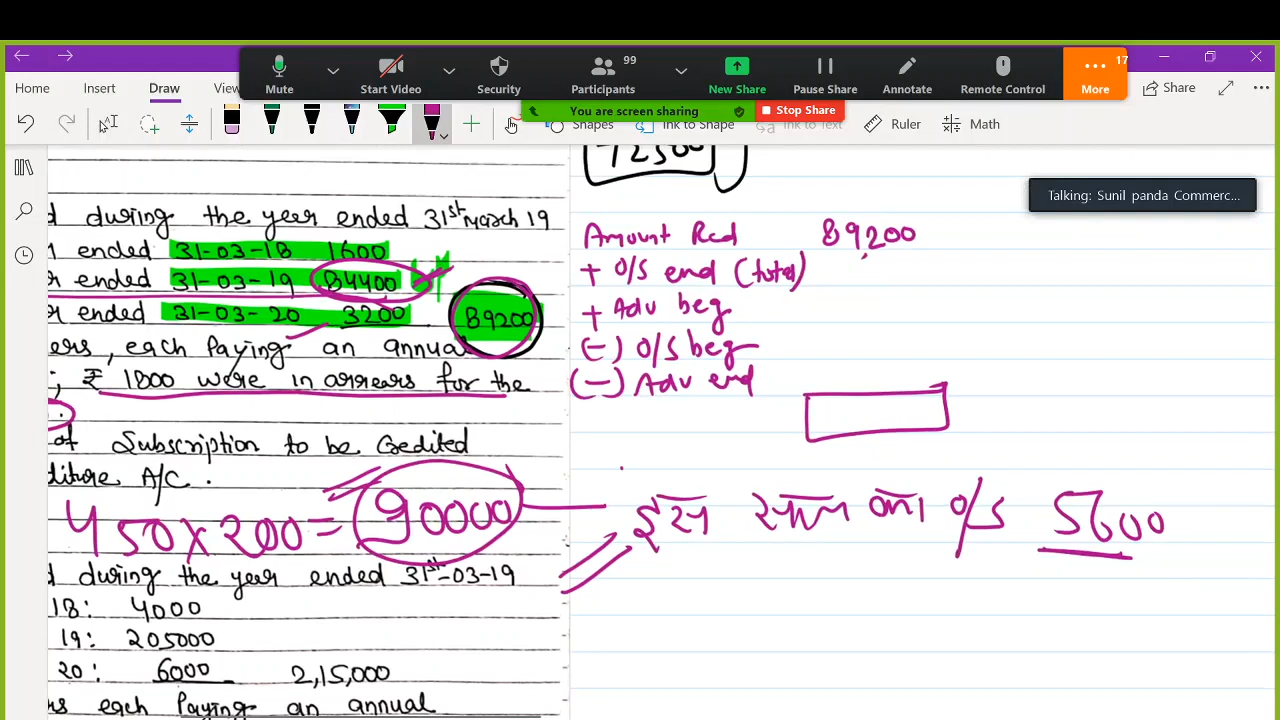 99
17
Mute
Start Video
Security
Participants
New Share
Pause Share
Annotate
Remote Control
More
You are screen sharing
Stop Share
Home
Insert
Draw
View
Share
Shapes
Ink to Shape
Ink to Text
Ruler
Math
Talking: Sunil panda Commerc...
d during the year ended 31st March 19
ended 31-03-18 1600
r ended 31-03-19 84400
r ended 31-03-20 3200 89200
ers, each Paying an annual
; ₹ 1800 were in arrears for the
of Subscription to be Credited
diture A/C.
450 x 200 = 90000
d during the year ended 31st-03-19
18: 4000
19: 205000
20: 6000 2,15,000
rs each Paying an annual
72500
Amount Recd 89200
+ O/S end (total)
+ Adv beg
(-) O/S beg
(-) Adv end
इस साल का O/S 5600